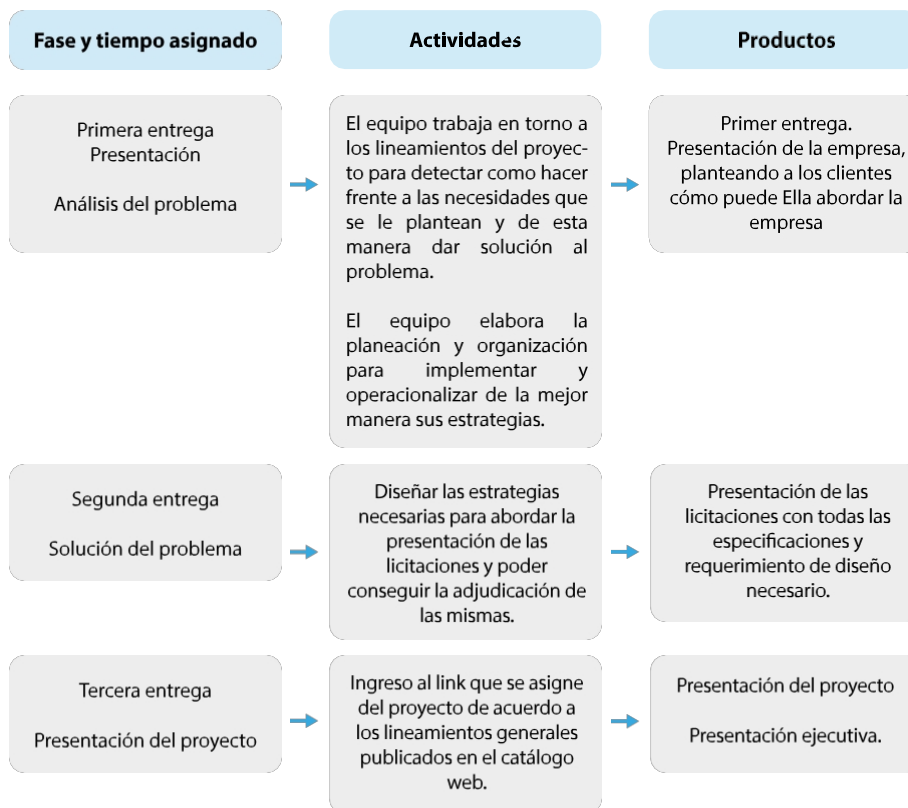 Fase y tiempo asignado
Actividades
Productos
Primera entrega
Presentación
Análisis del problema
El equipo trabaja en torno a
los lineamientos del proyec-
to para detectar como hacer
frente a las necesidades que
se le plantean y de esta
manera dar solución al
problema.
El equipo elabora la
planeación y organización
para implementar y
operacionalizar de la mejor
manera sus estrategias.
Primer entrega.
Presentación de la empresa,
planteando a los clientes
cómo puede Ella abordar la
empresa
Segunda entrega
Solución del problema
Diseñar las estrategias
necesarias para abordar la
presentación de las
licitaciones y poder
conseguir la adjudicación de
las mismas.
Presentación de las
licitaciones con todas las
especificaciones y
requerimiento de diseño
necesario.
Tercera entrega
Presentación del proyecto
Ingreso al link que se asigne
del proyecto de acuerdo a
los lineamientos generales
publicados en el catálogo
web.
Presentación del proyecto
Presentación ejecutiva.